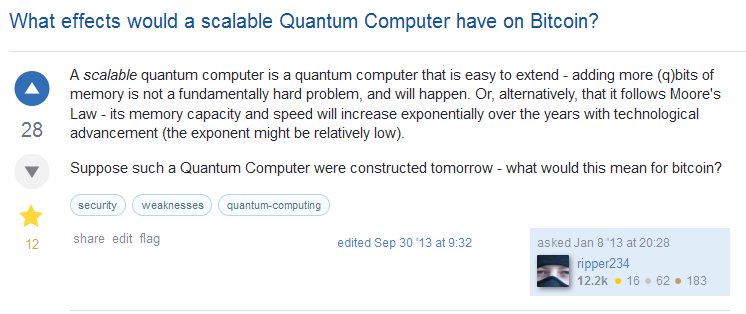 What effects would a scalable Quantum Computer have on Bitcoin?
A scalable quantum computer is a quantum computer that is easy to extend - adding more (q)bits of
memory is not a fundamentally hard problem, and will happen. Or, alternatively, that it follows Moore's
28
Law - its memory capacity and speed will increase exponentially over the years with technological
advancement (the exponent might be relatively low).
Suppose such a Quantum Computer were constructed tomorrow - what would this mean for bitcoin?
security weaknesses quantum-computing
12
share edit flag
edited Sep 30 '13 at 9:32
asked Jan 8 '13 at 20:28
ripper234
12.2k 16 62 183